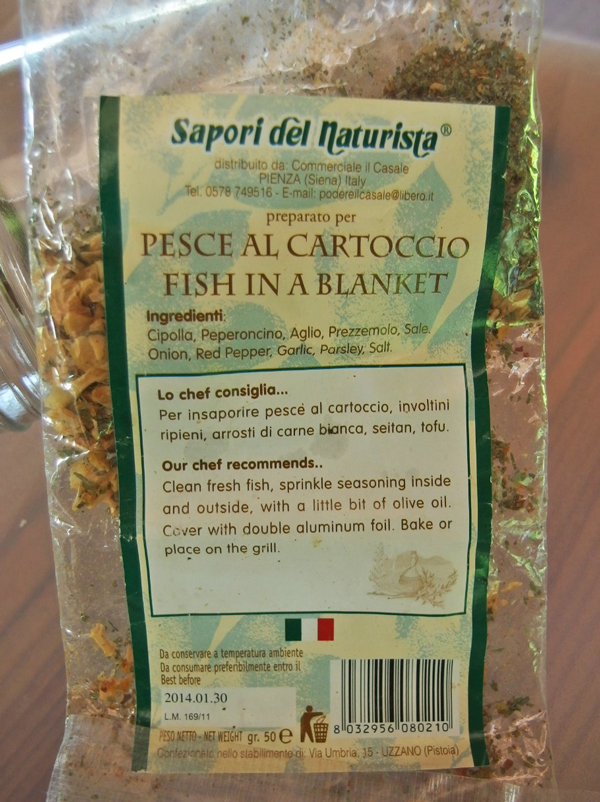 Sapori del Naturista®
distribuito da: Commerciale il Casale
PIENZA (Siena) Italy
Tel. 0578 749516 - E-mail: podereilcasale@libero.it
preparato per
PESCE AL CARTOCCIO
FISH IN A BLANKET
Ingredienti:
Cipolla, Peperoncino, Aglio, Prezzemolo, Sale.
Onion, Red Pepper, Garlic, Parsley, Salt.
Lo chef consiglia...
Per insaporire pesce al cartoccio, involtini
ripieni, arrosti di carne bianca, seitan, tofu.
Our chef recommends..
Clean fresh fish, sprinkle seasoning inside
and outside, with a little bit of olive oil.
Cover with double aluminum foil. Bake or
place on the grill.
Da conservare a temperatura ambiente
Da consumare preferibilmente entro il
Best before
2014.01.30
L.M. 169/11
PESO NETTO - NET WEIGHT gr. 50 e
8 032956 080210
Confezionato nello stabilimento di: Via Umbria, 15 - UZZANO (Pistoia)